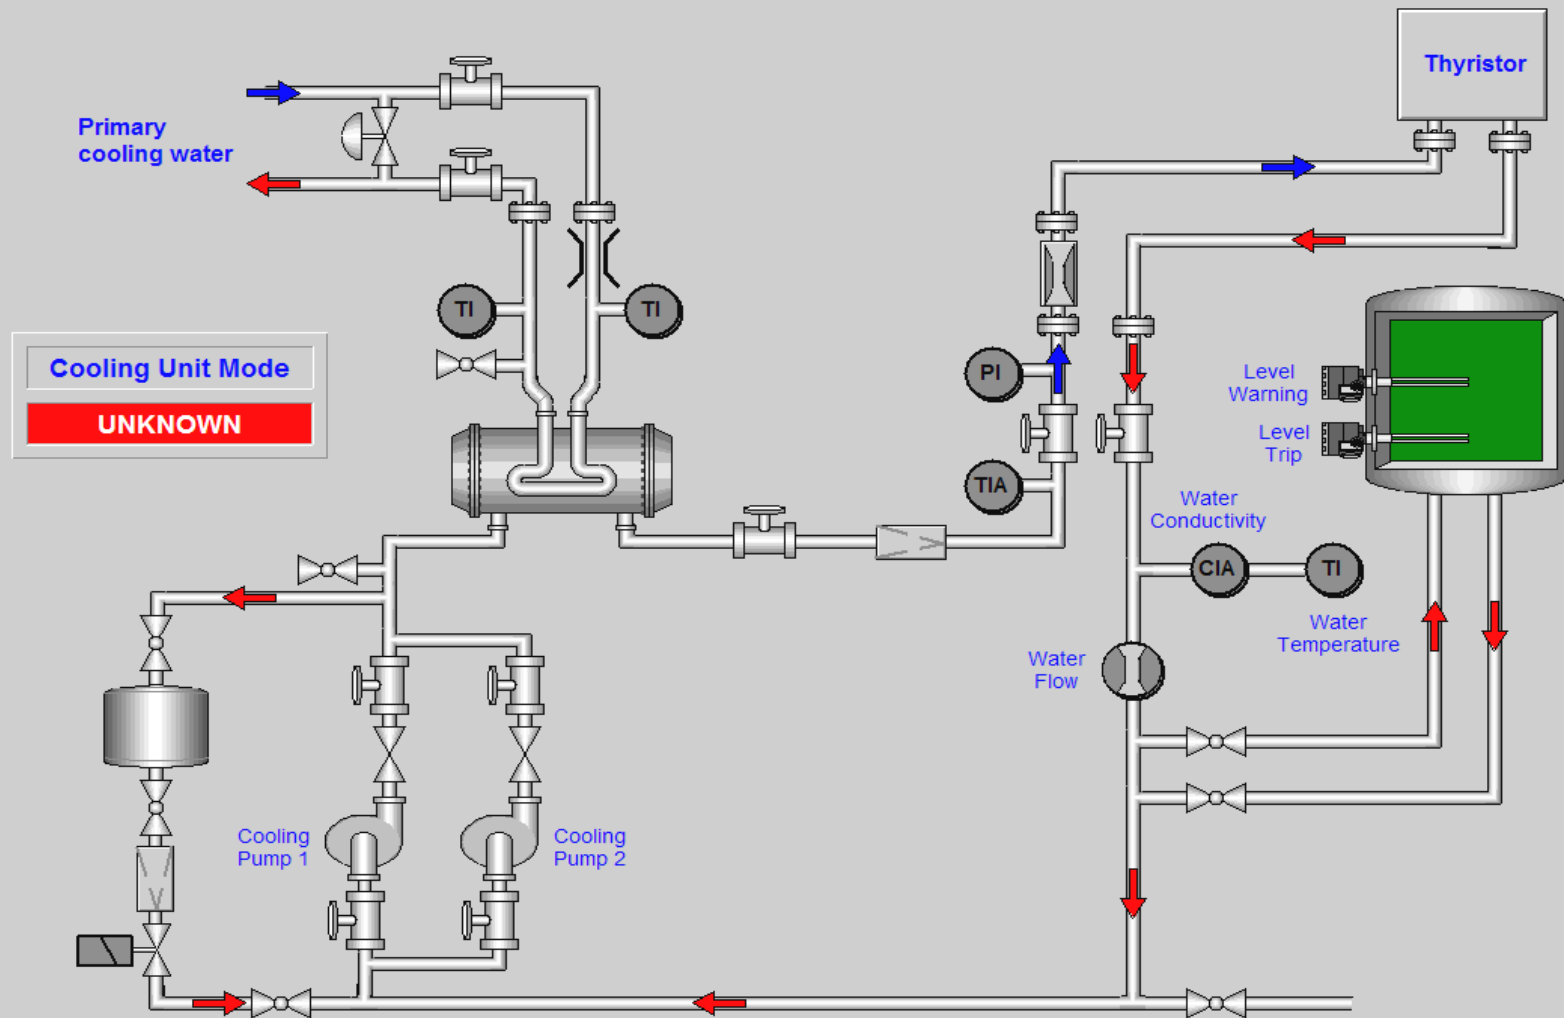 Thyristor
Primary
cooling water
TI
TI
Cooling Unit Mode
UNKNOWN
PI
Level
Warning
Level
Trip
TIA
Water
Conductivity
CIA
TI
Water
Temperature
Water
Flow
Cooling
Pump 1
Cooling
Pump 2